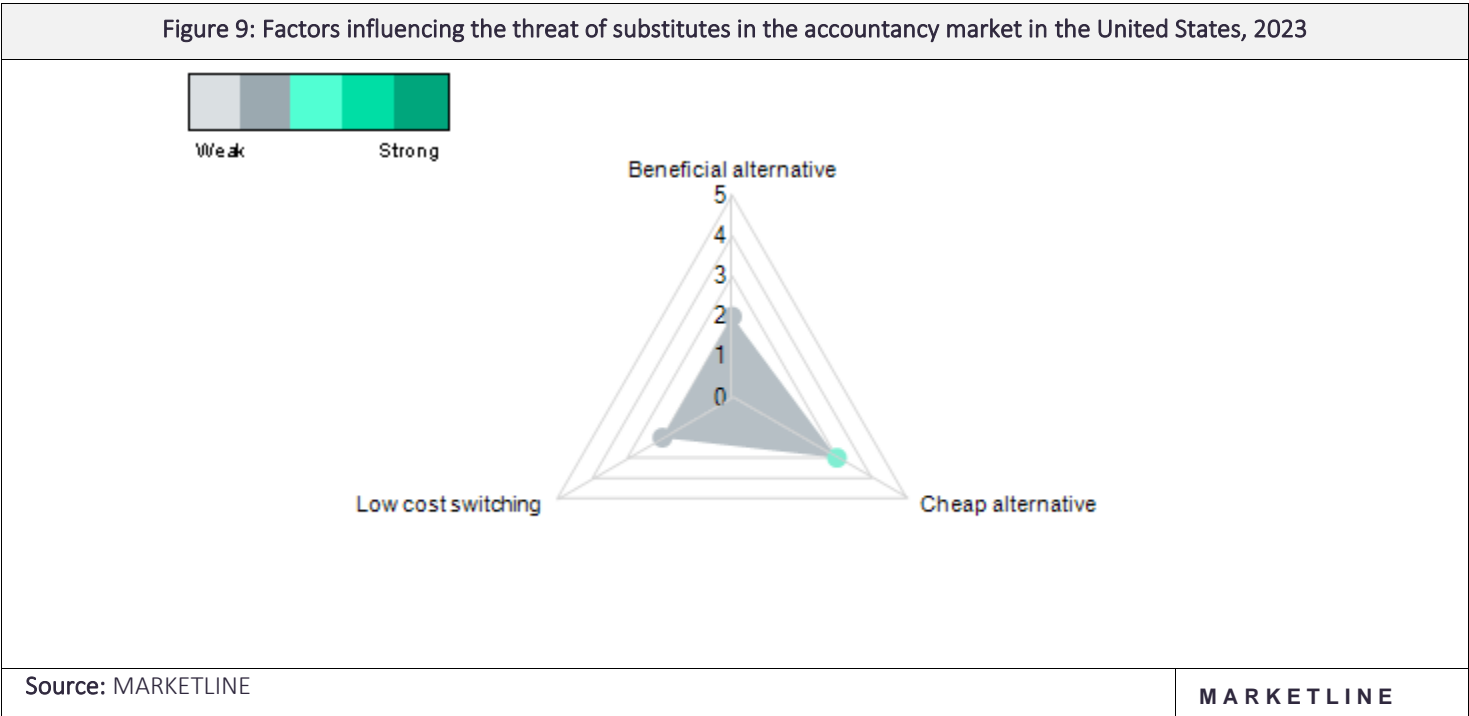 Figure 9: Factors influencing the threat of substitutes in the accountancy market in the United States, 2023
Weak Strong
Beneficial alternative
5
4
3
2
1
0
Low cost switching
Cheap alternative
Source: MARKETLINE
MARKETLINE